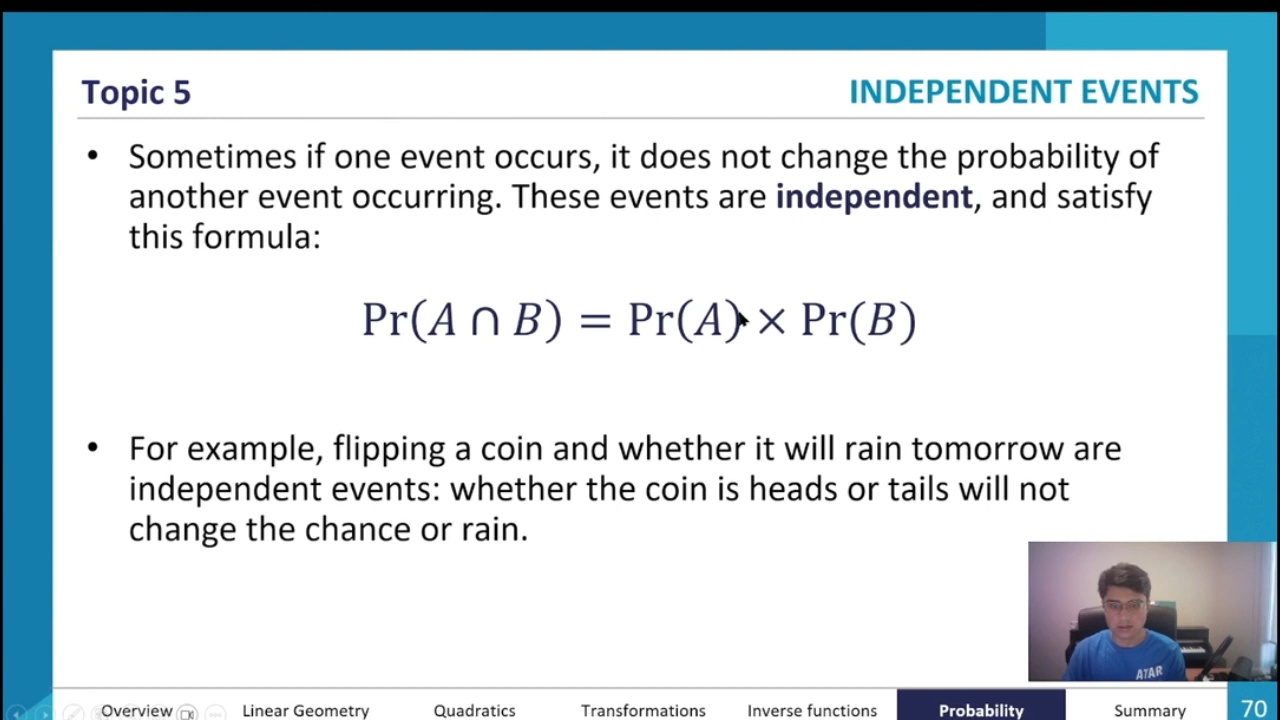 Topic 5
INDEPENDENT EVENTS
• Sometimes if one event occurs, it does not change the probability of
another event occurring. These events are independent, and satisfy
this formula:
Pr(A ∩ B) = Pr(A) × Pr(B)
• For example, flipping a coin and whether it will rain tomorrow are
independent events: whether the coin is heads or tails will not
change the chance or rain.
ATAR
Overview Linear Geometry Quadratics Transformations Inverse functions Probability Summary 70